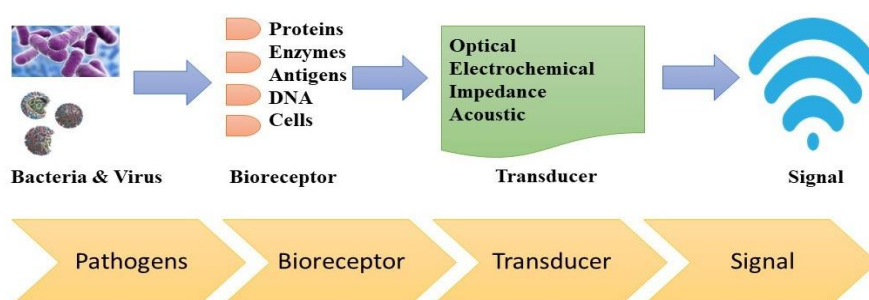 Proteins
Enzymes
Antigens
DNA
Cells
Optical
Electrochemical
Impedance
Acoustic
Bacteria & Virus
Bioreceptor
Transducer
Signal
Pathogens
Bioreceptor
Transducer
Signal